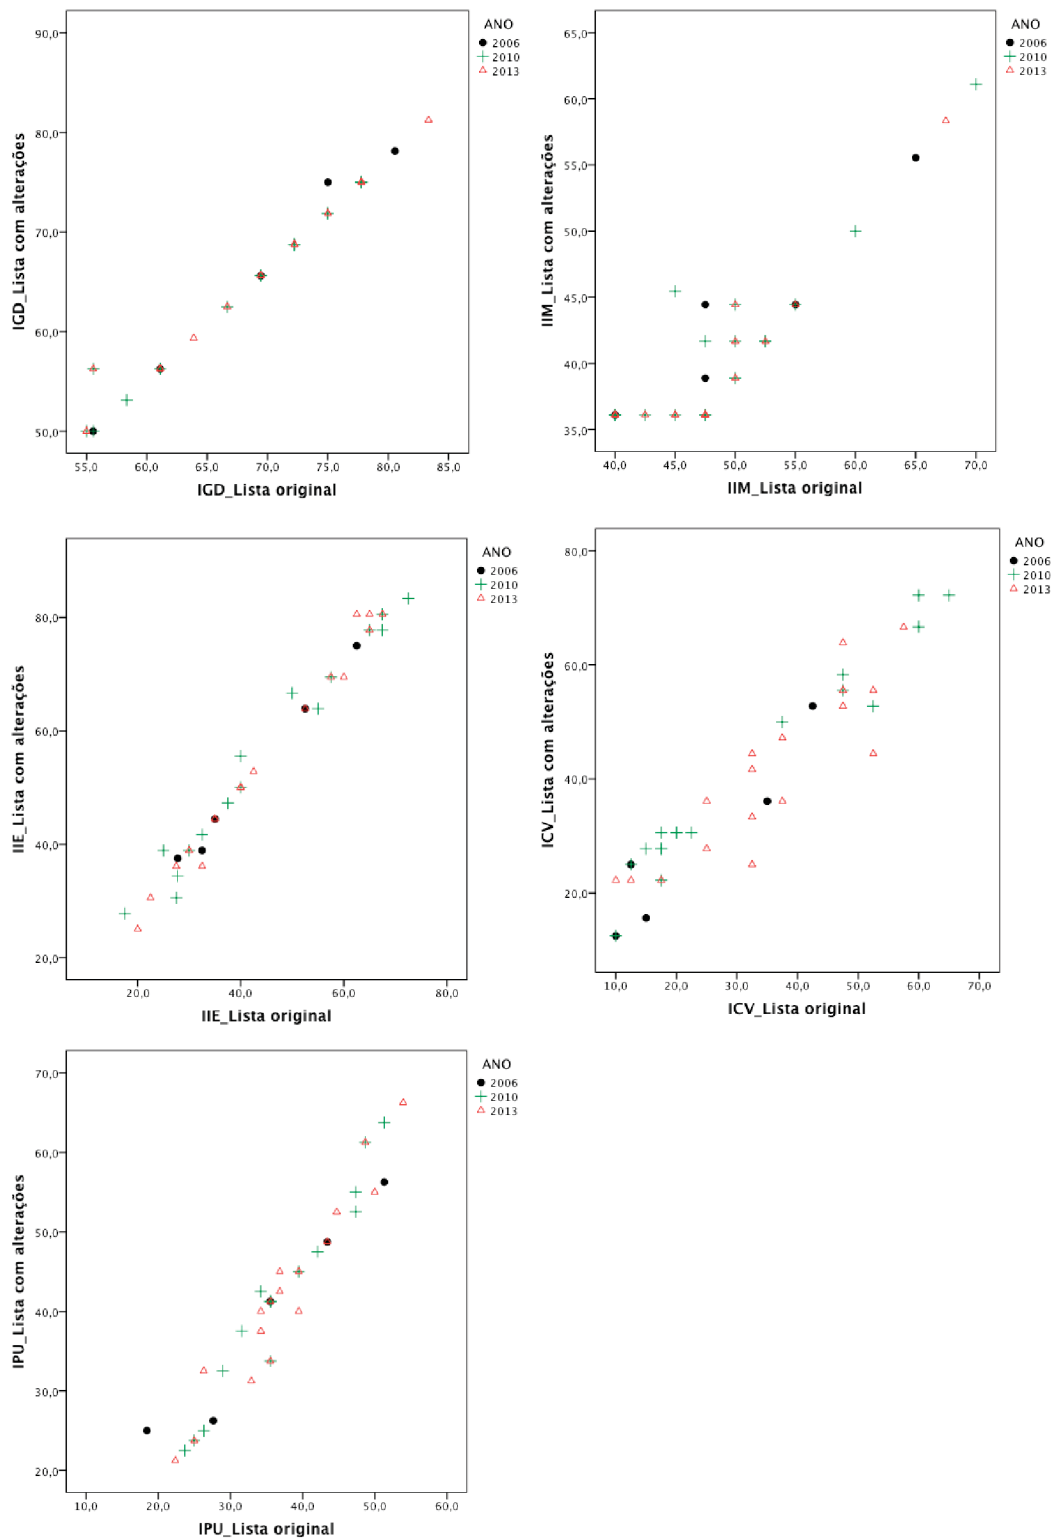 ANO
2006
2010
2013
90,0
80,0
70,0
60,0
50,0
IGD_Lista com alterações
55,0 60,0 65,0 70,0 75,0 80,0 85,0
IGD_Lista original
ANO
2006
2010
2013
65,0
60,0
55,0
50,0
45,0
40,0
35,0
IIM_Lista com alterações
40,0 45,0 50,0 55,0 60,0 65,0 70,0
IIM_Lista original
ANO
2006
2010
2013
80,0
60,0
40,0
20,0
IIE_Lista com alterações
20,0 40,0 60,0 80,0
IIE_Lista original
ANO
2006
2010
2013
80,0
60,0
40,0
20,0
ICV_Lista com alterações
10,0 20,0 30,0 40,0 50,0 60,0 70,0
ICV_Lista original
ANO
2006
2010
2013
70,0
60,0
50,0
40,0
30,0
20,0
IPU_Lista com alterações
10,0 20,0 30,0 40,0 50,0 60,0
IPU_Lista original